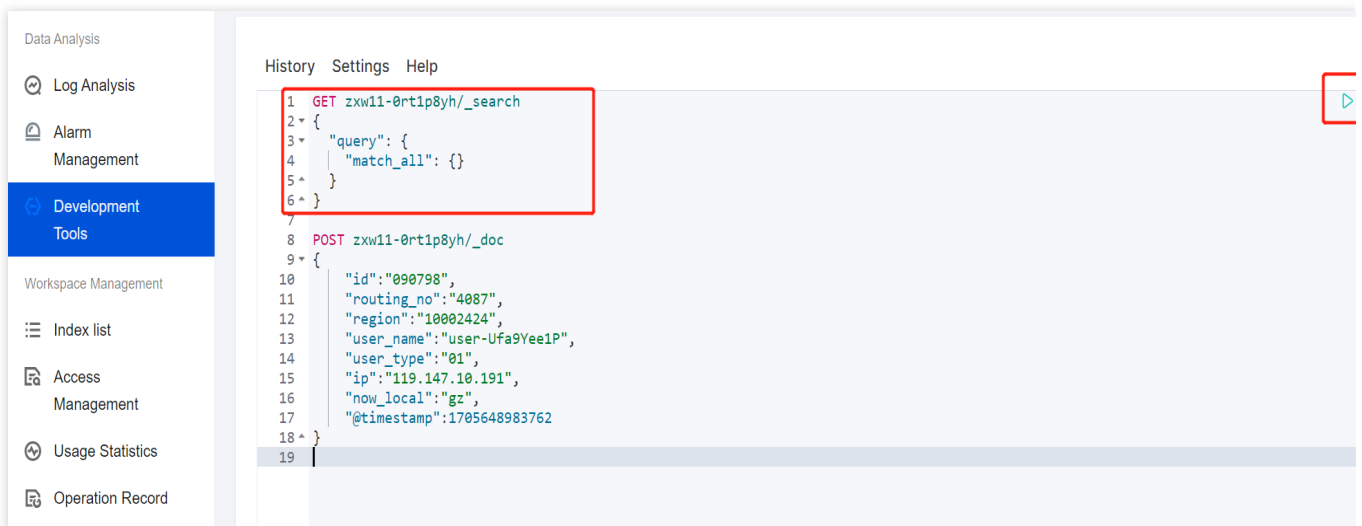 Data Analysis
Log Analysis
Alarm
Management
Development
Tools
Workspace Management
Index list
Access
Management
Usage Statistics
Operation Record
History Settings Help
1 GET zxw11-0rt1p8yh/_search
2 {
3 "query": {
4 "match_all": {}
5 }
6 }
7
8 POST zxw11-0rt1p8yh/_doc
9 {
10 "id":"090798",
11 "routing_no":"4087",
12 "region":"10002424",
13 "user_name":"user-Ufa9Yee1P",
14 "user_type":"01",
15 "ip":"119.147.10.191",
16 "now_local":"gz",
17 "@timestamp":1705648983762
18 }
19